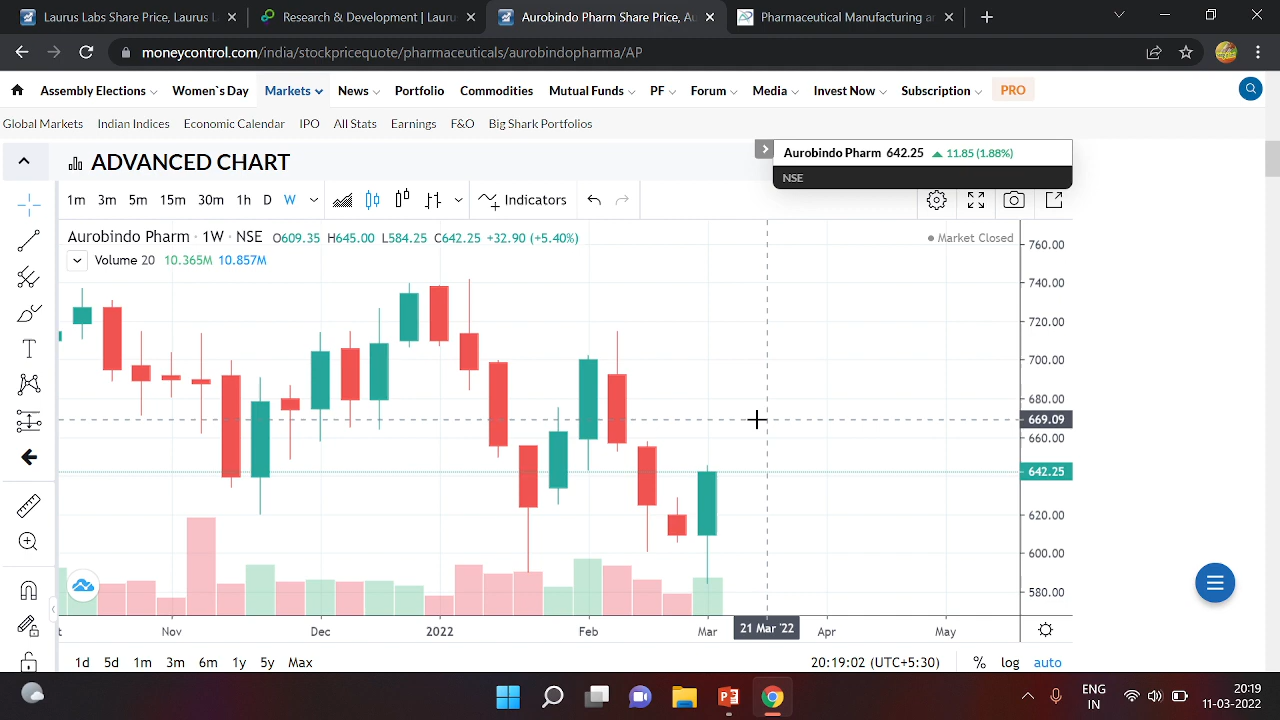 Laurus Labs Share Price, Laurus L
Research & Development | Lauru
Aurobindo Pharm Share Price, Au
Pharmaceutical Manufacturer ar
moneycontrol.com/india/stockpricequote/pharmaceuticals/aurobindopharma/AP
Assembly Elections Women`s Day Markets News Portfolio Commodities Mutual Funds PF Forum Media Invest Now Subscription PRO
Global Markets Indian Indices Economic Calendar IPO All Stats Earnings F&O Big Shark Portfolios
ADVANCED CHART
Aurobindo Pharm 642.25 11.85 (1.88%)
NSE
1m 3m 5m 15m 30m 1h D W Indicators
Aurobindo Pharm · 1W · NSE O609.35 H645.00 L584.25 C642.25 +32.90 (+5.40%)
Market Closed
Volume 20 10.365M 10.857M
760.00
740.00
720.00
700.00
680.00
669.09
660.00
642.25
620.00
600.00
580.00
t Nov Dec 2022 Feb Mar 21 Mar '22 Apr May
1d 5d 1m 3m 6m 1y 5y Max 20:19:02 (UTC+5:30) % log auto
ENG
IN
20:19
11-03-2022